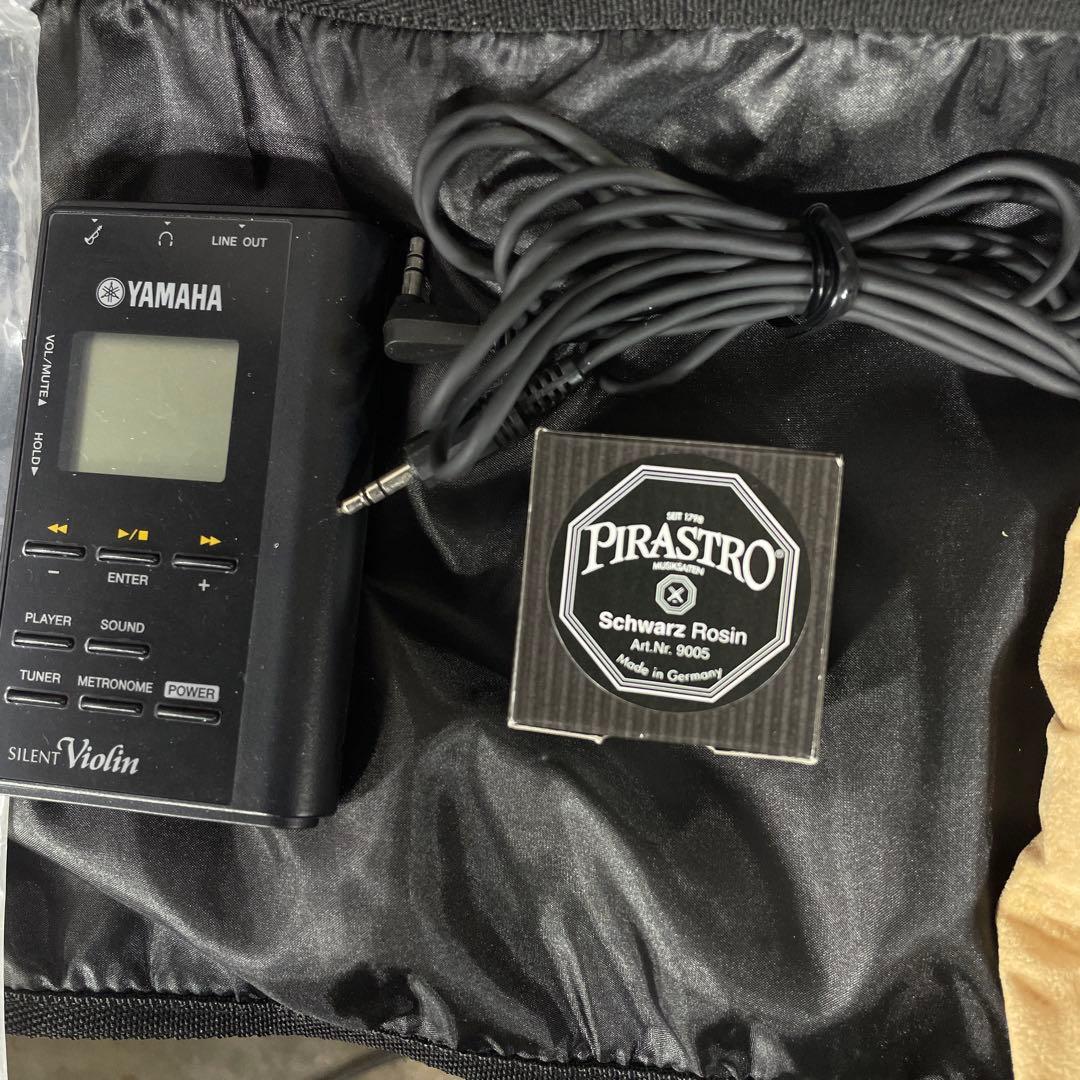 LINE OUT
YAMAHA
VOL/MUTE▲
HOLD▶
◀◀ ▶/■ ▶▶
− ENTER +
PLAYER SOUND
TUNER METRONOME POWER
SILENT Violin
SEIT 1798
PIRASTRO®
MUSIKSAITEN
Schwarz Rosin
Art.Nr. 9005
Made in Germany